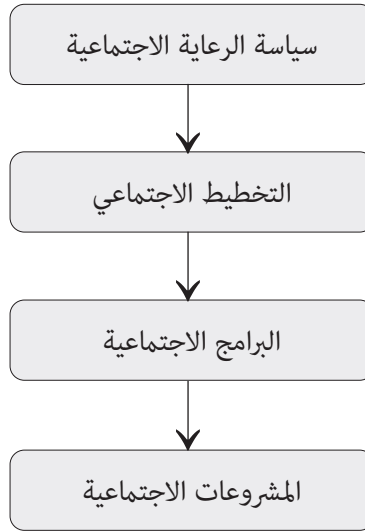 سياسة الرعاية الاجتماعية
التخطيط الاجتماعي
البرامج الاجتماعية
المشروعات الاجتماعية